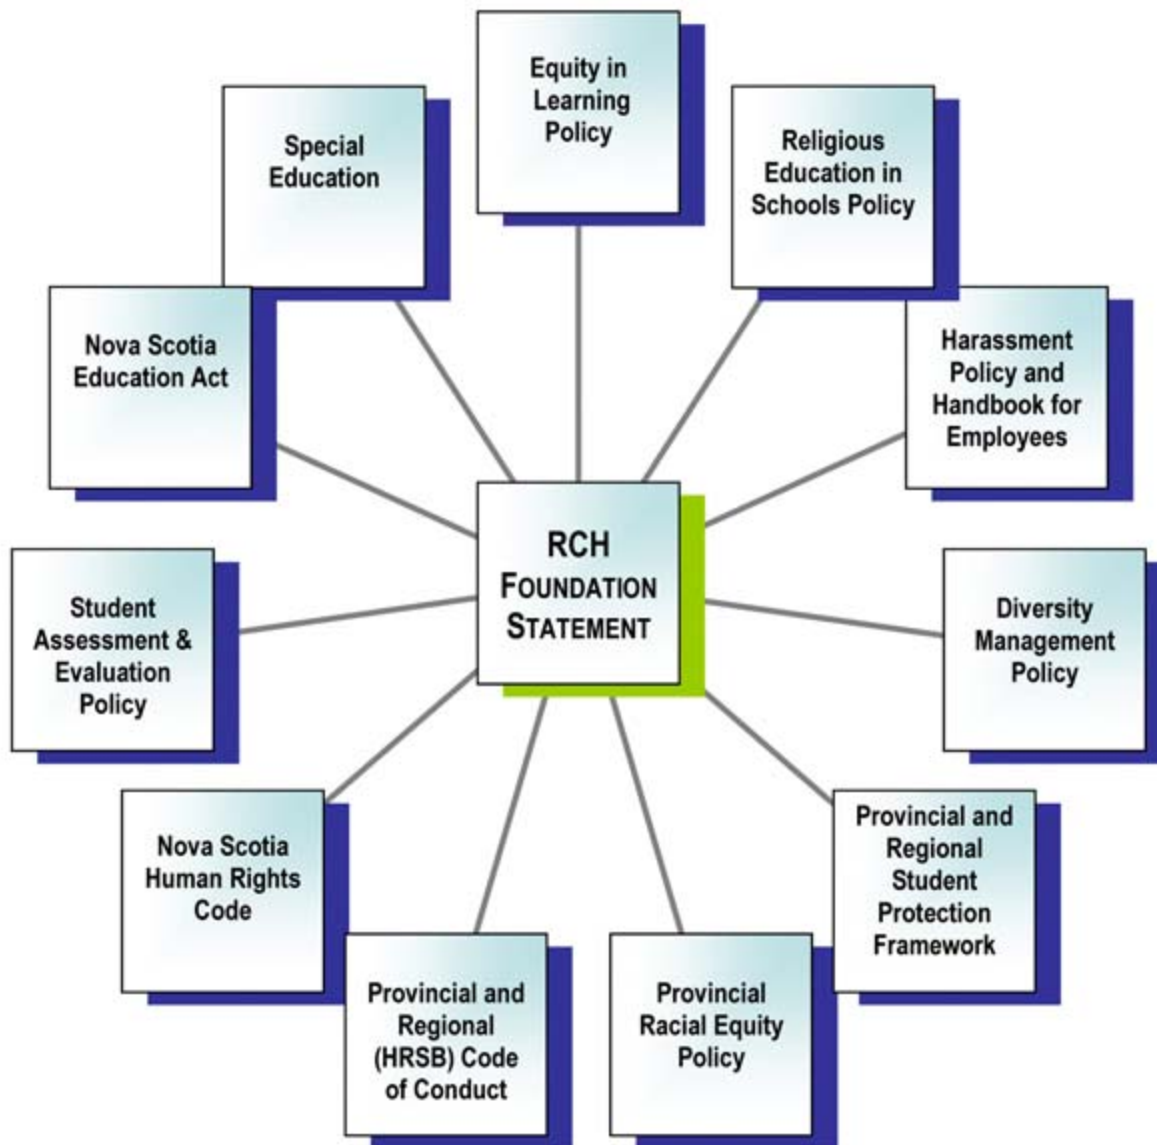 Equity in
Learning
Policy
Special
Education
Religious
Education in
Schools Policy
Nova Scotia
Education Act
Harassment
Policy and
Handbook for
Employees
RCH
FOUNDATION
STATEMENT
Student
Assessment &
Evaluation
Policy
Diversity
Management
Policy
Nova Scotia
Human Rights
Code
Provincial and
Regional
Student
Protection
Framework
Provincial and
Regional
(HRSB) Code
of Conduct
Provincial
Racial Equity
Policy